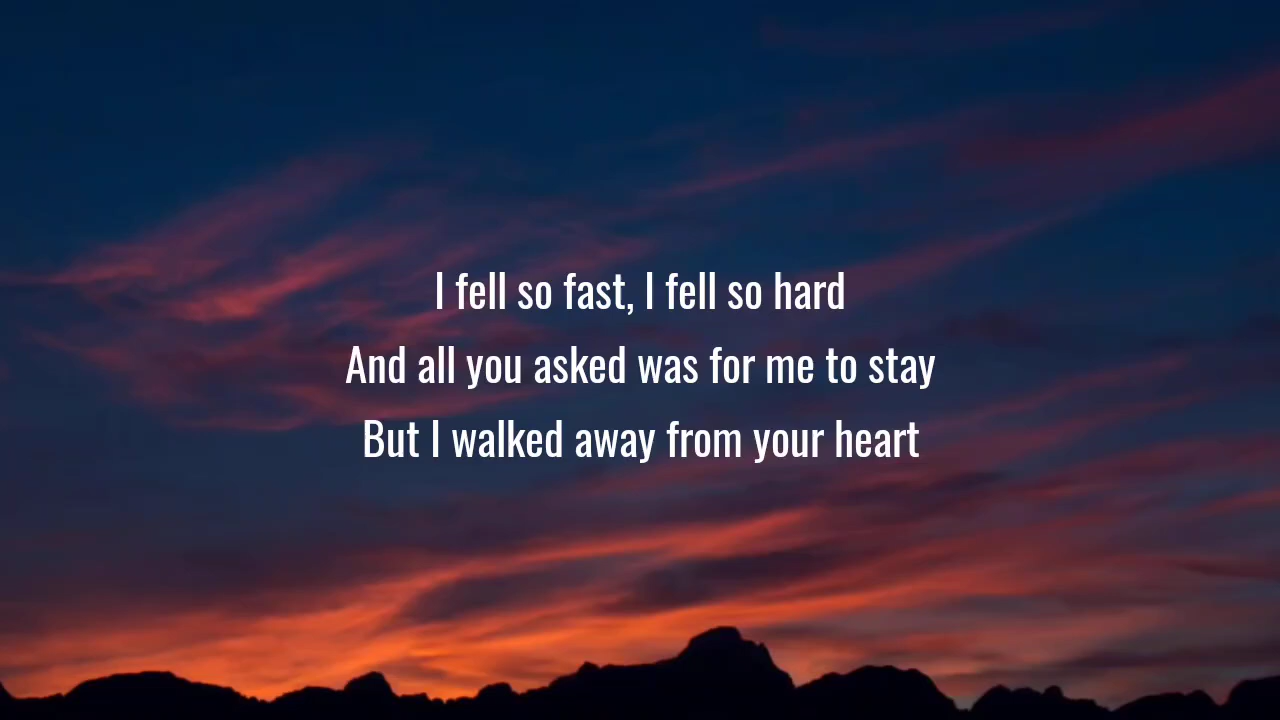 I fell so fast, I fell so hard
And all you asked was for me to stay
But I walked away from your heart